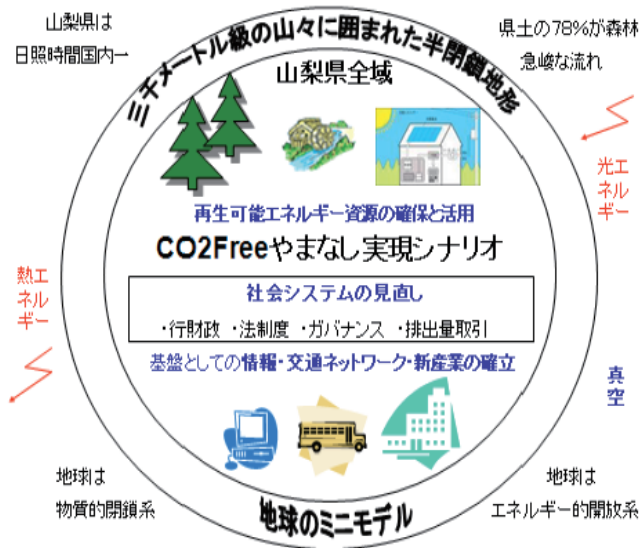 山梨県は
日照時間国内一
県土の78%が森林
急峻な流れ
三千メートル級の山々に囲まれた半閉鎖地形
山梨県全域
光エネルギー
再生可能エネルギー資源の確保と活用
CO2Freeやまなし実現シナリオ
熱エネルギー
社会システムの見直し
・行財政 ・法制度 ・ガバナンス ・排出量取引
基盤としての情報・交通ネットワーク・新産業の確立
真空
地球は
物質的閉鎖系
地球は
エネルギー的開放系
地球のミニモデル